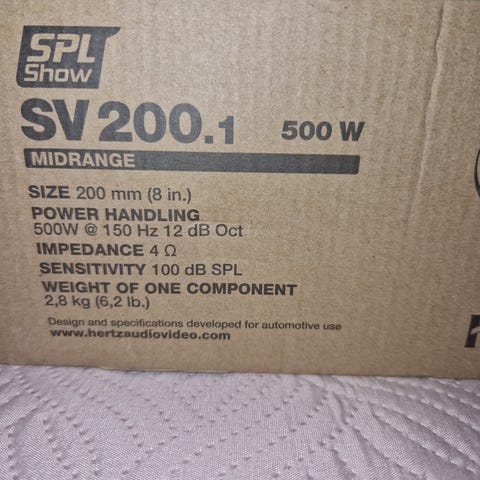 SPL
Show
SV 200.1 500 W
MIDRANGE
SIZE 200 mm (8 in.)
POWER HANDLING
500W @ 150 Hz 12 dB Oct
IMPEDANCE 4 Ω
SENSITIVITY 100 dB SPL
WEIGHT OF ONE COMPONENT
2,8 kg (6,2 lb.)
Design and specifications developed for automotive use
www.hertzaudiovideo.com